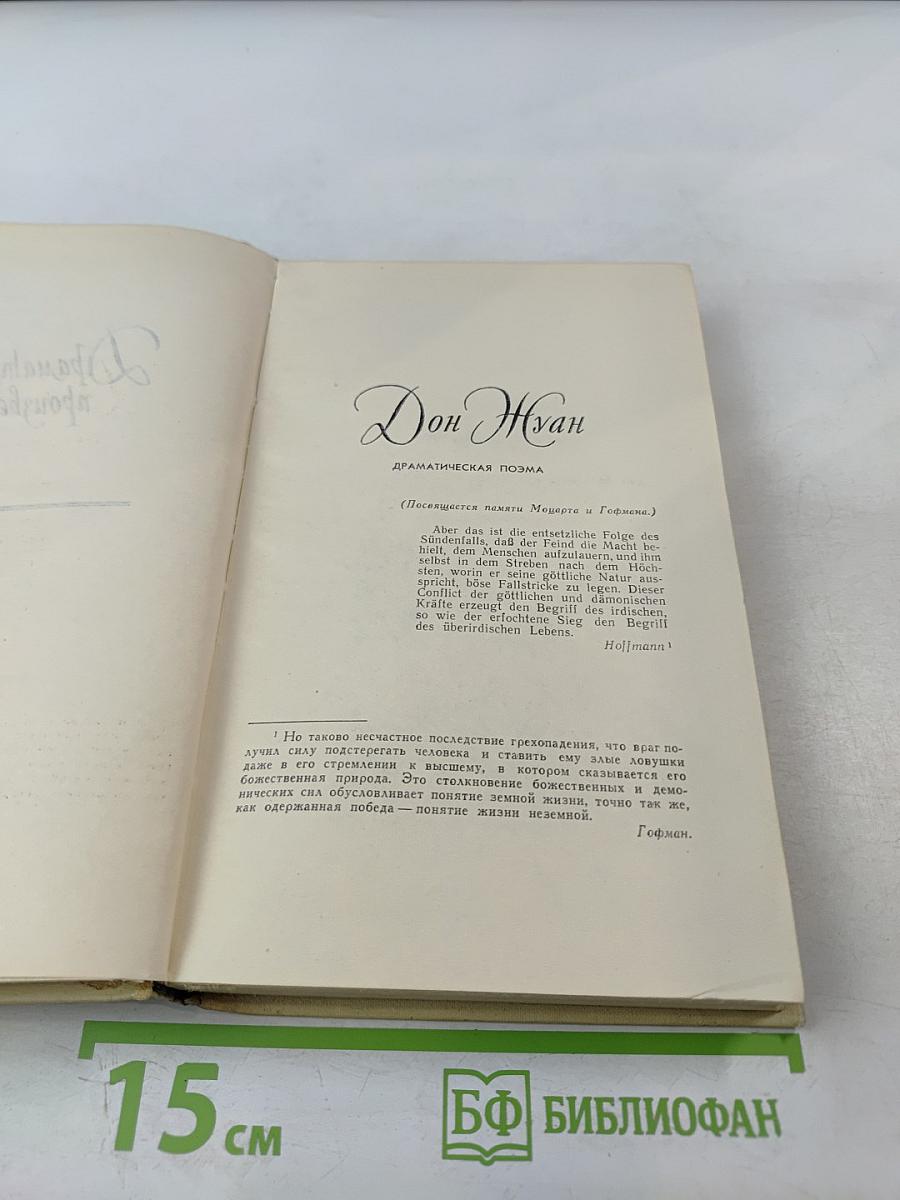 Дон Жуан
ДРАМАТИЧЕСКАЯ ПОЭМА
(Посвящается памяти Моцарта и Гофмана.)
Aber das ist die entsetzliche Folge des
Sündenfalls, daß der Feind die Macht be-
hielt, dem Menschen aufzulauern, und ihm
selbst in dem Streben nach dem Höch-
sten, worin er seine göttliche Natur aus-
spricht, böse Fallstricke zu legen. Dieser
Conflict der göttlichen und dämonischen
Kräfte erzeugt den Begriff des irdischen,
so wie der erfochtene Sieg den Begriff
des überirdischen Lebens.
Hoffmann ¹
¹ Но таково несчастное последствие грехопадения, что враг по-
лучил силу подстерегать человека и ставить ему злые ловушки
даже в его стремлении к высшему, в котором сказывается его
божественная природа. Это столкновение божественных и демо-
нических сил обусловливает понятие земной жизни, точно так же,
как одержанная победа — понятие жизни неземной.
Гофман.
15 см
БФ БИБЛИОФАН